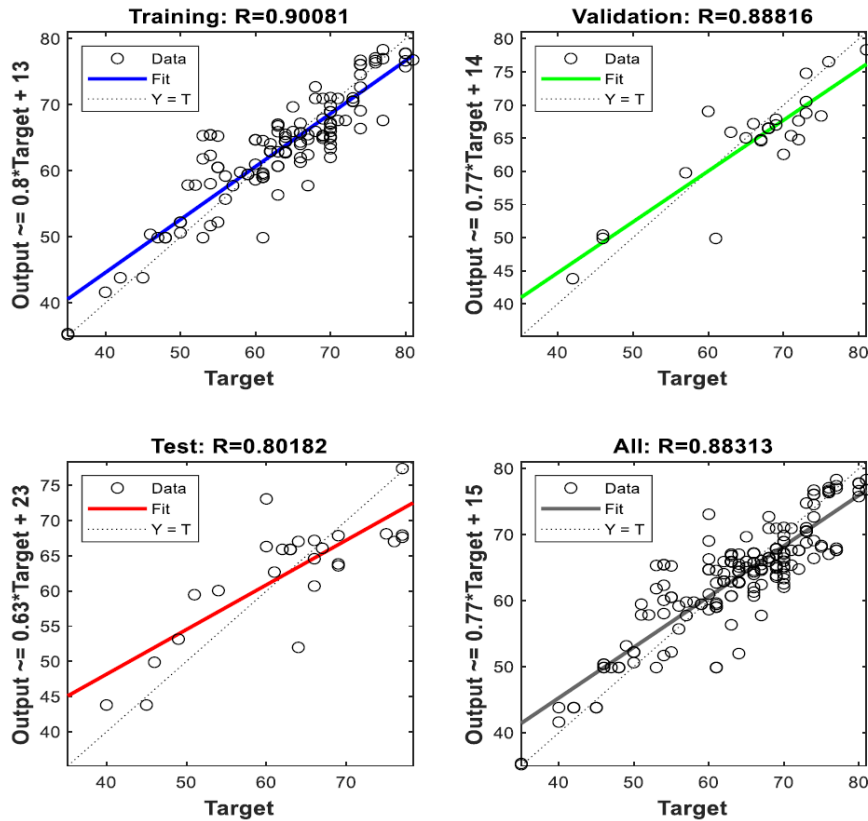 Training: R=0.90081
Output ~= 0.8*Target + 13
80
70
60
50
40
Data
Fit
Y = T
40 50 60 70 80
Target
Validation: R=0.88816
Output ~= 0.77*Target + 14
80
75
70
65
60
55
50
45
40
Data
Fit
Y = T
40 50 60 70 80
Target
Test: R=0.80182
Output ~= 0.63*Target + 23
75
70
65
60
55
50
45
40
Data
Fit
Y = T
40 50 60 70
Target
All: R=0.88313
Output ~= 0.77*Target + 15
80
70
60
50
40
Data
Fit
Y = T
40 50 60 70 80
Target